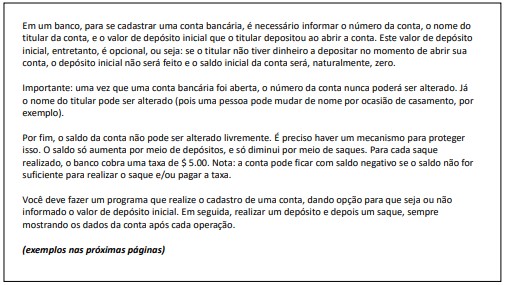 Em um banco, para se cadastrar uma conta bancária, é necessário informar o número da conta, o nome do
titular da conta, e o valor de depósito inicial que o titular depositou ao abrir a conta. Este valor de depósito
inicial, entretanto, é opcional, ou seja: se o titular não tiver dinheiro a depositar no momento de abrir sua
conta, o depósito inicial não será feito e o saldo inicial da conta será, naturalmente, zero.
Importante: uma vez que uma conta bancária foi aberta, o número da conta nunca poderá ser alterado. Já
o nome do titular pode ser alterado (pois uma pessoa pode mudar de nome por ocasião de casamento, por
exemplo).
Por fim, o saldo da conta não pode ser alterado livremente. É preciso haver um mecanismo para proteger
isso. O saldo só aumenta por meio de depósitos, e só diminui por meio de saques. Para cada saque
realizado, o banco cobra uma taxa de $ 5.00. Nota: a conta pode ficar com saldo negativo se o saldo não for
suficiente para realizar o saque e/ou pagar a taxa.
Você deve fazer um programa que realize o cadastro de uma conta, dando opção para que seja ou não
informado o valor de depósito inicial. Em seguida, realizar um depósito e depois um saque, sempre
mostrando os dados da conta após cada operação.
(exemplos nas próximas páginas)